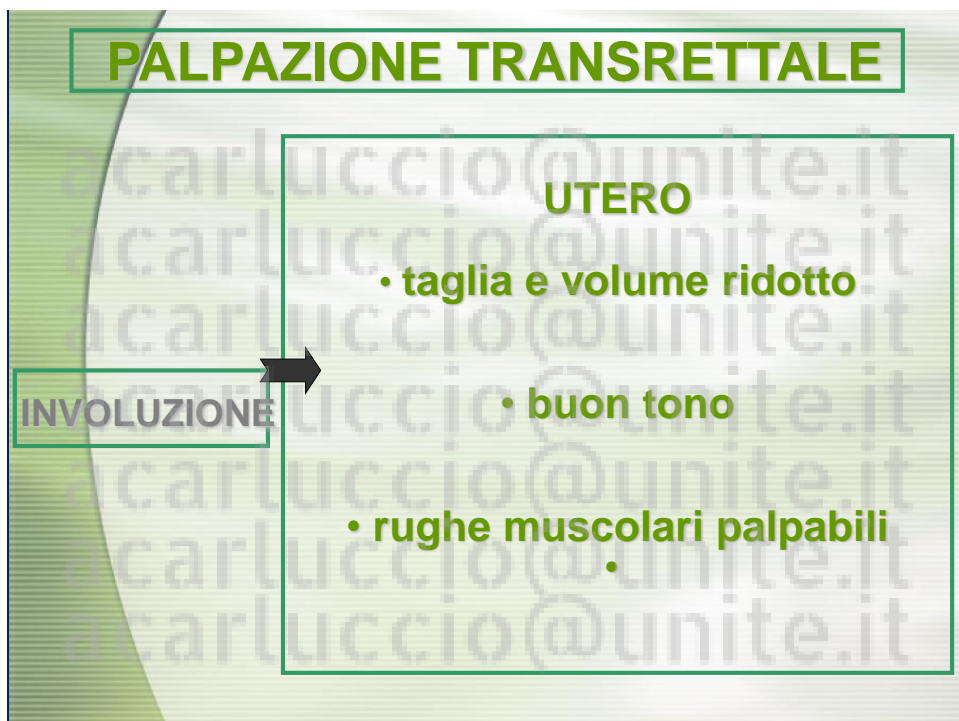 PALPAZIONE TRANSRETTALE
acarluccio@unite.it
UTERO
acarluccio@unite.it
• taglia e volume ridotto
acarluccio@unite.it
INVOLUZIONE
acarluccio@unite.it
• buon tono
acarluccio@unite.it
• rughe muscolari palpabili
acarluccio@unite.it
•
acarluccio@unite.it